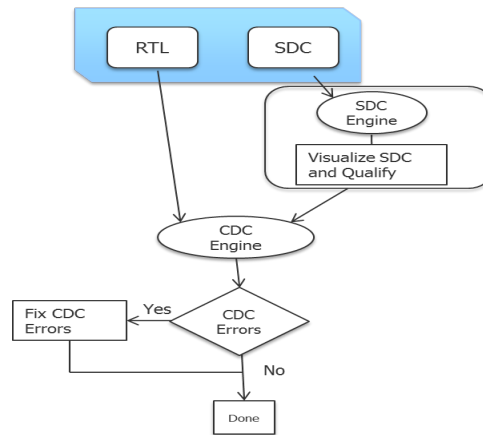 RTL
SDC
SDC
Engine
Visualize SDC
and Qualify
CDC
Engine
Yes
Fix CDC
Errors
CDC
Errors
No
Done